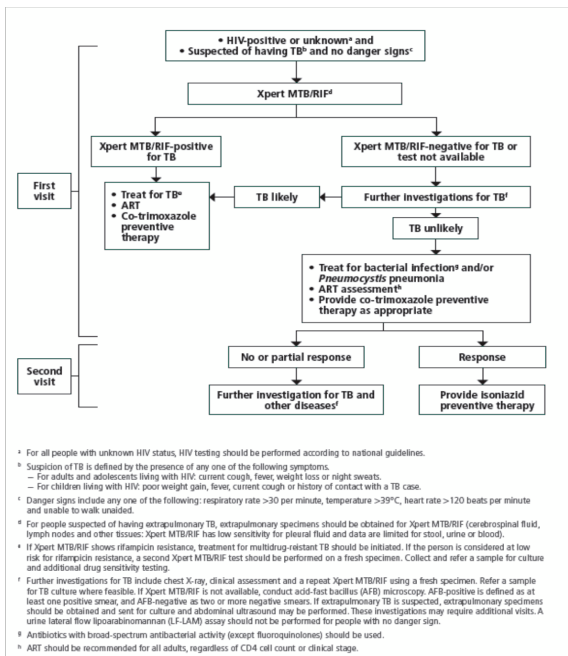 • HIV-positive or unknownᵃ and
• Suspected of having TBᵇ and no danger signsᶜ
Xpert MTB/RIFᵈ
Xpert MTB/RIF-positive
for TB
Xpert MTB/RIF-negative for TB or
test not available
First
visit
• Treat for TBᵉ
• ART
• Co-trimoxazole
preventive
therapy
TB likely
Further investigations for TBᶠ
TB unlikely
• Treat for bacterial infectionᵍ and/or
Pneumocystis pneumonia
• ART assessmentʰ
• Provide co-trimoxazole preventive
therapy as appropriate
Second
visit
No or partial response
Response
Further investigation for TB and
other diseasesᶠ
Provide isoniazid
preventive therapy
ᵃ For all people with unknown HIV status, HIV testing should be performed according to national guidelines.
ᵇ Suspicion of TB is defined by the presence of any one of the following symptoms.
– For adults and adolescents living with HIV: current cough, fever, weight loss or night sweats.
– For children living with HIV: poor weight gain, fever, current cough or history of contact with a TB case.
ᶜ Danger signs include any one of the following: respiratory rate >30 per minute, temperature >39°C, heart rate >120 beats per minute
and unable to walk unaided.
ᵈ For people suspected of having extrapulmonary TB, extrapulmonary specimens should be obtained for Xpert MTB/RIF (cerebrospinal fluid,
lymph nodes and other tissues: Xpert MTB/RIF has low sensitivity for pleural fluid and data are limited for stool, urine or blood).
ᵉ If Xpert MTB/RIF shows rifampicin resistance, treatment for multidrug-reistant TB should be initiated. If the person is considered at low
risk for rifampicin resistance, a second Xpert MTB/RIF test should be performed on a fresh specimen. Collect and refer a sample for culture
and additional drug sensitivity testing.
ᶠ Further investigations for TB include chest X-ray, clinical assessment and a repeat Xpert MTB/RIF using a fresh specimen. Refer a sample
for TB culture where feasible. If Xpert MTB/RIF is not available, conduct acid-fast bacillus (AFB) microscopy. AFB-positive is defined as at
least one positive smear, and AFB-negative as two or more negative smears. If extrapulmonary TB is suspected, extrapulmonary specimens
should be obtained and sent for culture and abdominal ultrasound may be performed. These investigations may require additional visits. A
urine lateral flow lipoarabinomannan (LF-LAM) assay should not be performed for people with no danger sign.
ᵍ Antibiotics with broad-spectrum antibacterial activity (except fluoroquinolones) should be used.
ʰ ART should be recommended for all adults, regardless of CD4 cell count or clinical stage.